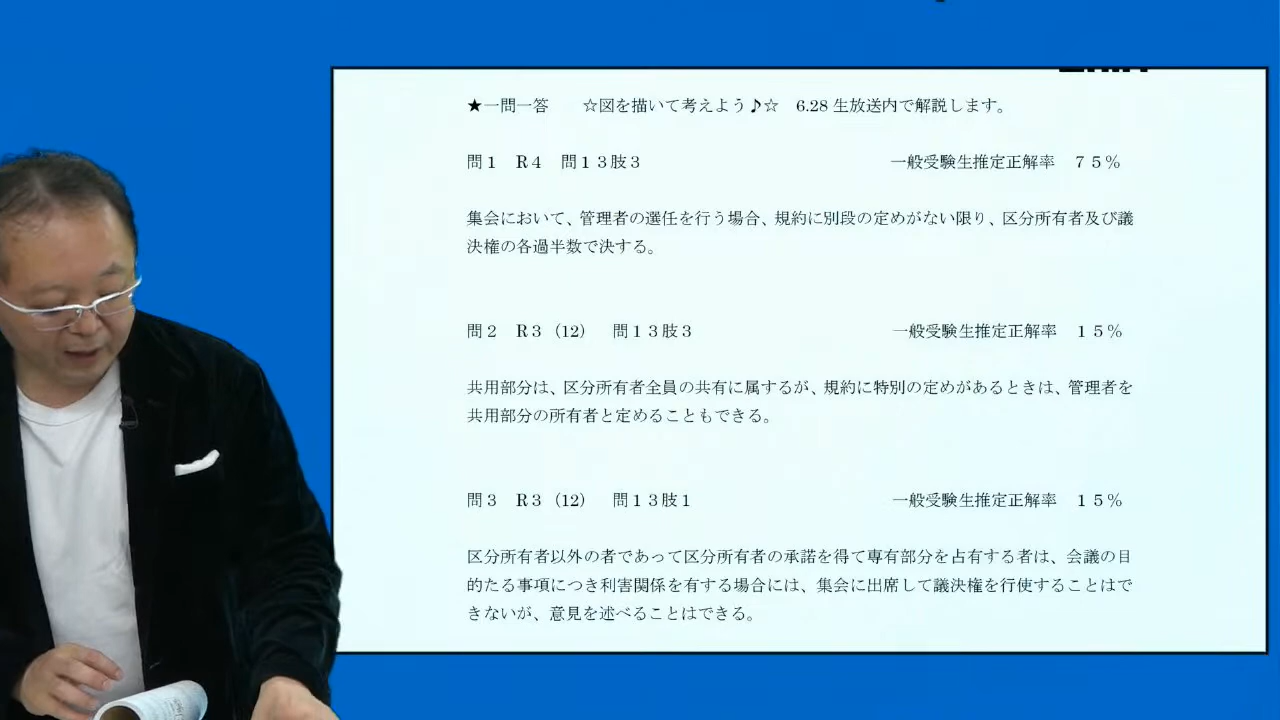 ★一問一答　　☆図を描いて考えよう♪☆　6.28 生放送内で解説します。
問１　R４　問１３肢３　　一般受験生推定正解率　７５％
集会において、管理者の選任を行う場合、規約に別段の定めがない限り、区分所有者及び議
決権の各過半数で決する。
問２　R３（12）　問１３肢３　　一般受験生推定正解率　１５％
共用部分は、区分所有者全員の共有に属するが、規約に特別の定めがあるときは、管理者を
共用部分の所有者と定めることもできる。
問３　R３（12）　問１３肢１　　一般受験生推定正解率　１５％
区分所有者以外の者であって区分所有者の承諾を得て専有部分を占有する者は、会議の目
的たる事項につき利害関係を有する場合には、集会に出席して議決権を行使することはで
きないが、意見を述べることはできる。